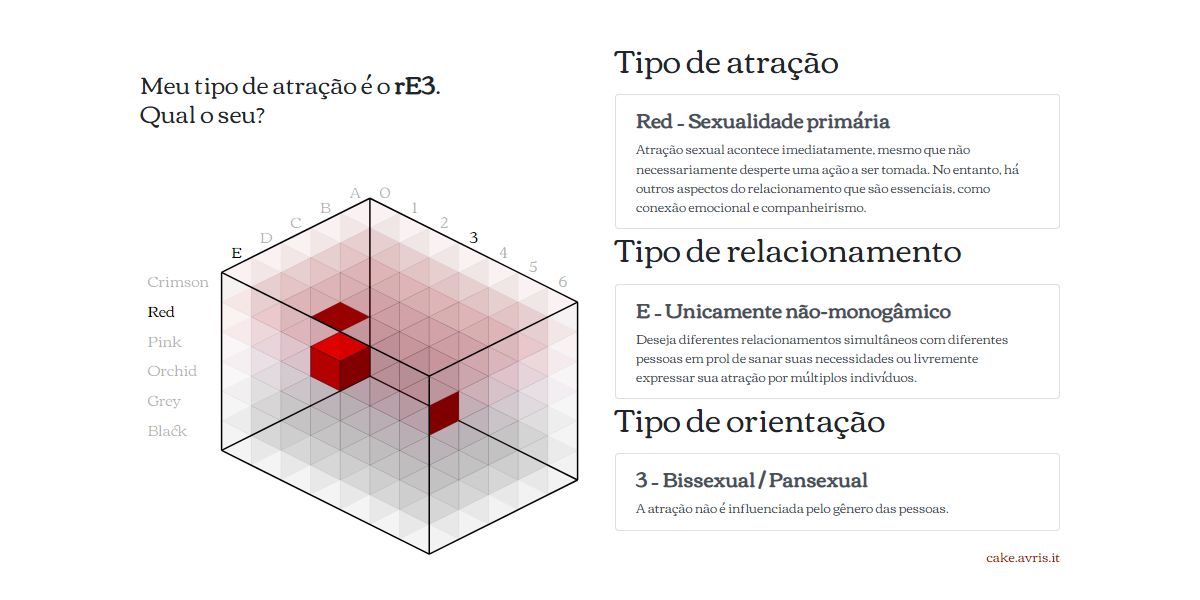 Meu tipo de atração é o rE3.
Qual o seu?
A
B
C
D
E
0
1
2
3
4
5
6
Crimson
Red
Pink
Orchid
Grey
Black
Tipo de atração
Red - Sexualidade primária
Atração sexual acontece imediatamente, mesmo que não
necessariamente desperte uma ação a ser tomada. No entanto, há
outros aspectos do relacionamento que são essenciais, como
conexão emocional e companheirismo.
Tipo de relacionamento
E - Unicamente não-monogâmico
Deseja diferentes relacionamentos simultâneos com diferentes
pessoas em prol de sanar suas necessidades ou livremente
expressar sua atração por múltiplos indivíduos.
Tipo de orientação
3 - Bissexual / Pansexual
A atração não é influenciada pelo gênero das pessoas.
cake.avris.it